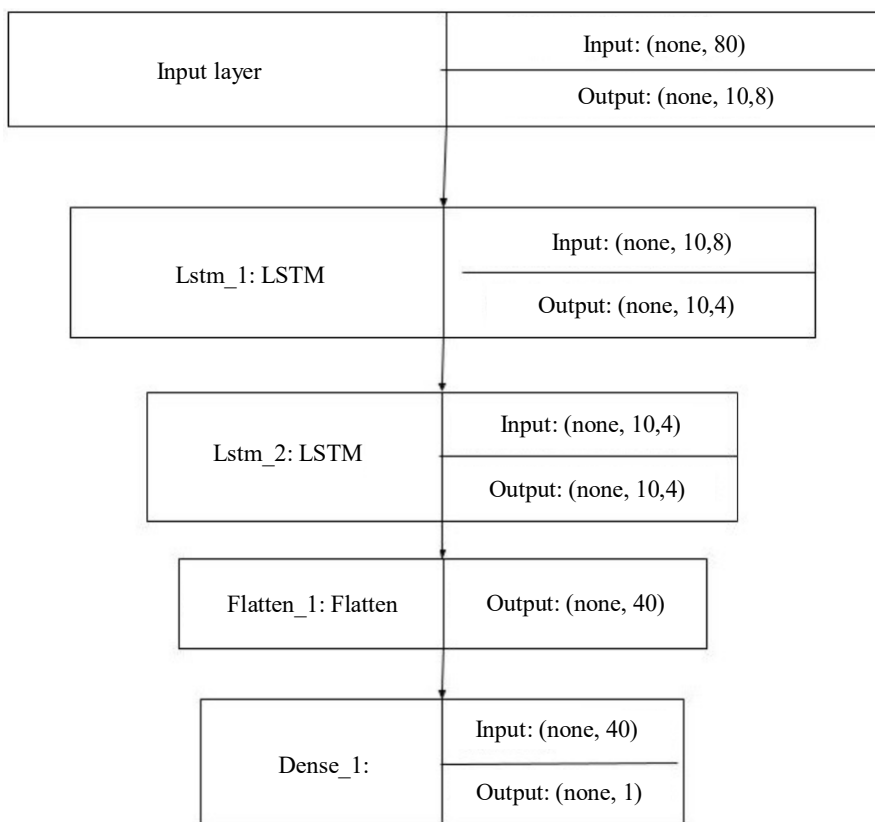 Input layer
Input: (none, 80)
Output: (none, 10,8)
Lstm_1: LSTM
Input: (none, 10,8)
Output: (none, 10,4)
Lstm_2: LSTM
Input: (none, 10,4)
Output: (none, 10,4)
Flatten_1: Flatten
Output: (none, 40)
Dense_1:
Input: (none, 40)
Output: (none, 1)